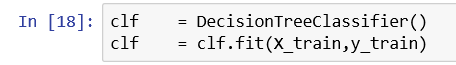 In [18]: clf    = DecisionTreeClassifier()
clf    = clf.fit(X_train,y_train)